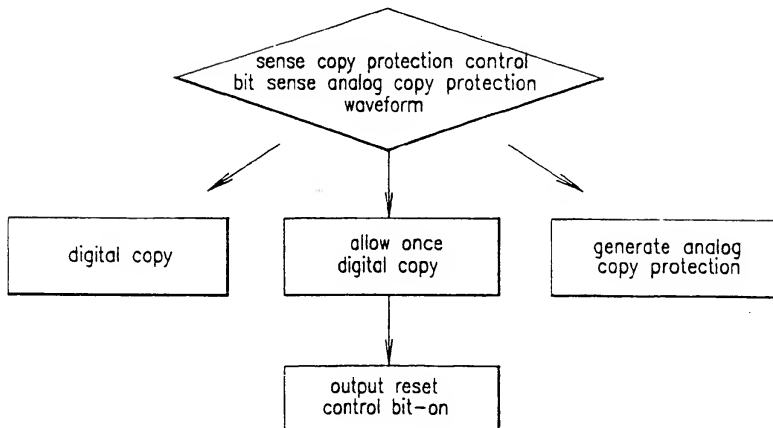 sense copy protection control
bit sense analog copy protection
waveform
digital copy
allow once
digital copy
generate analog
copy protection
output reset
control bit-on